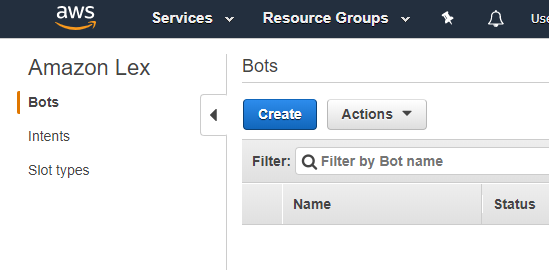 aws
Services
Resource Groups
Amazon Lex
Bots
Intents
Slot types
Bots
Create
Actions
Filter:
Filter by Bot name
Name
Status